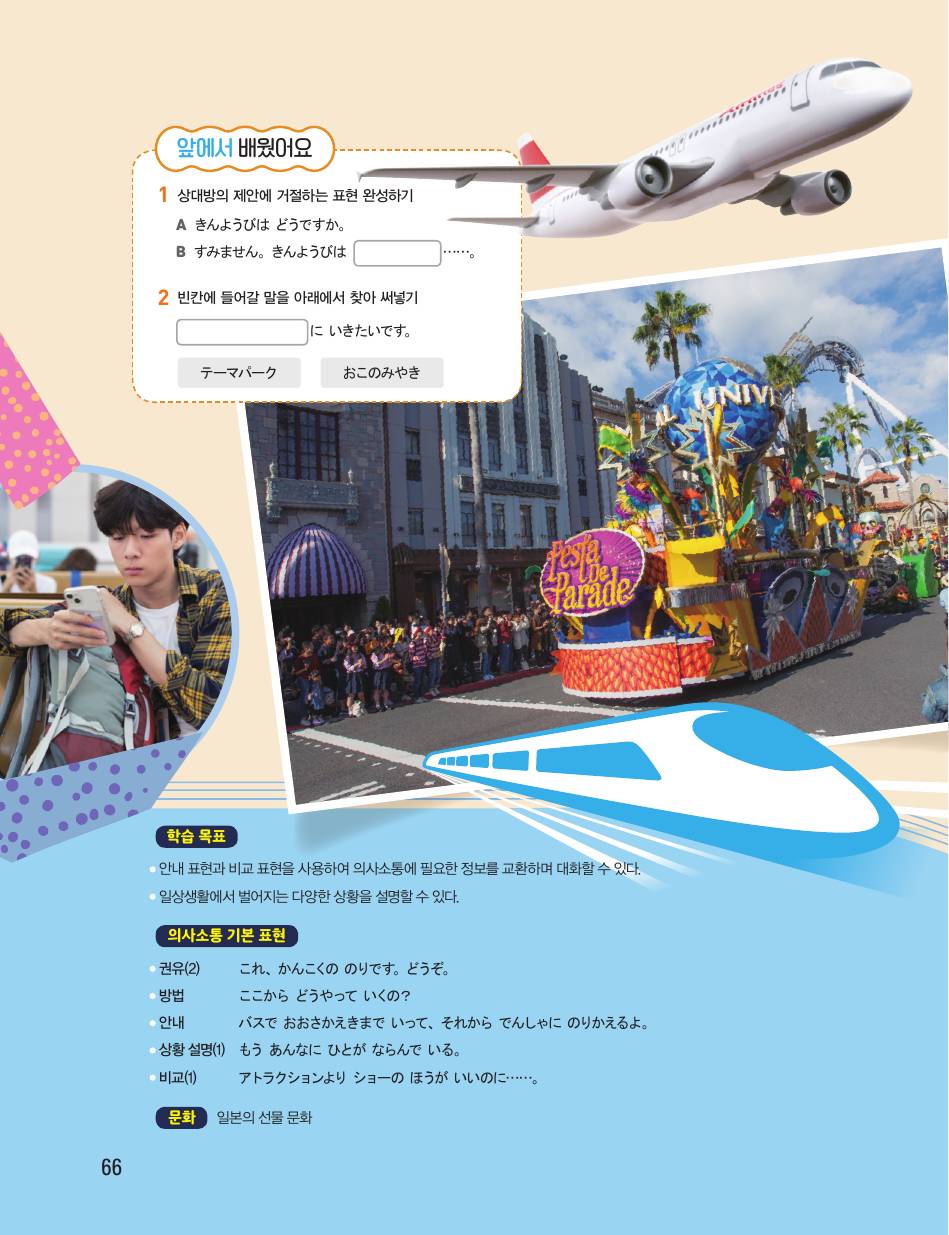 앞에서 배웠어요
1 상대방의 제안에 거절하는 표현 완성하기
A きんようびは どうですか。
B すみません。きんようびは ……。
2 빈칸에 들어갈 말을 아래에서 찾아 써넣기
に いきたいです。
テーマパーク おこのみやき
AL UNIV
Festa
De
Parade
학습 목표
• 안내 표현과 비교 표현을 사용하여 의사소통에 필요한 정보를 교환하며 대화할 수 있다.
• 일상생활에서 벌어지는 다양한 상황을 설명할 수 있다.
의사소통 기본 표현
• 권유(2) これ、かんこくの のりです。どうぞ。
• 방법 ここから どうやって いくの?
• 안내 バスで おおさかえきまで いって、それから でんしゃに のりかえるよ。
• 상황 설명(1) もう あんなに ひとが ならんで いる。
• 비교(1) アトラクションより ショーの ほうが いいのに……。
문화 일본의 선물 문화
66